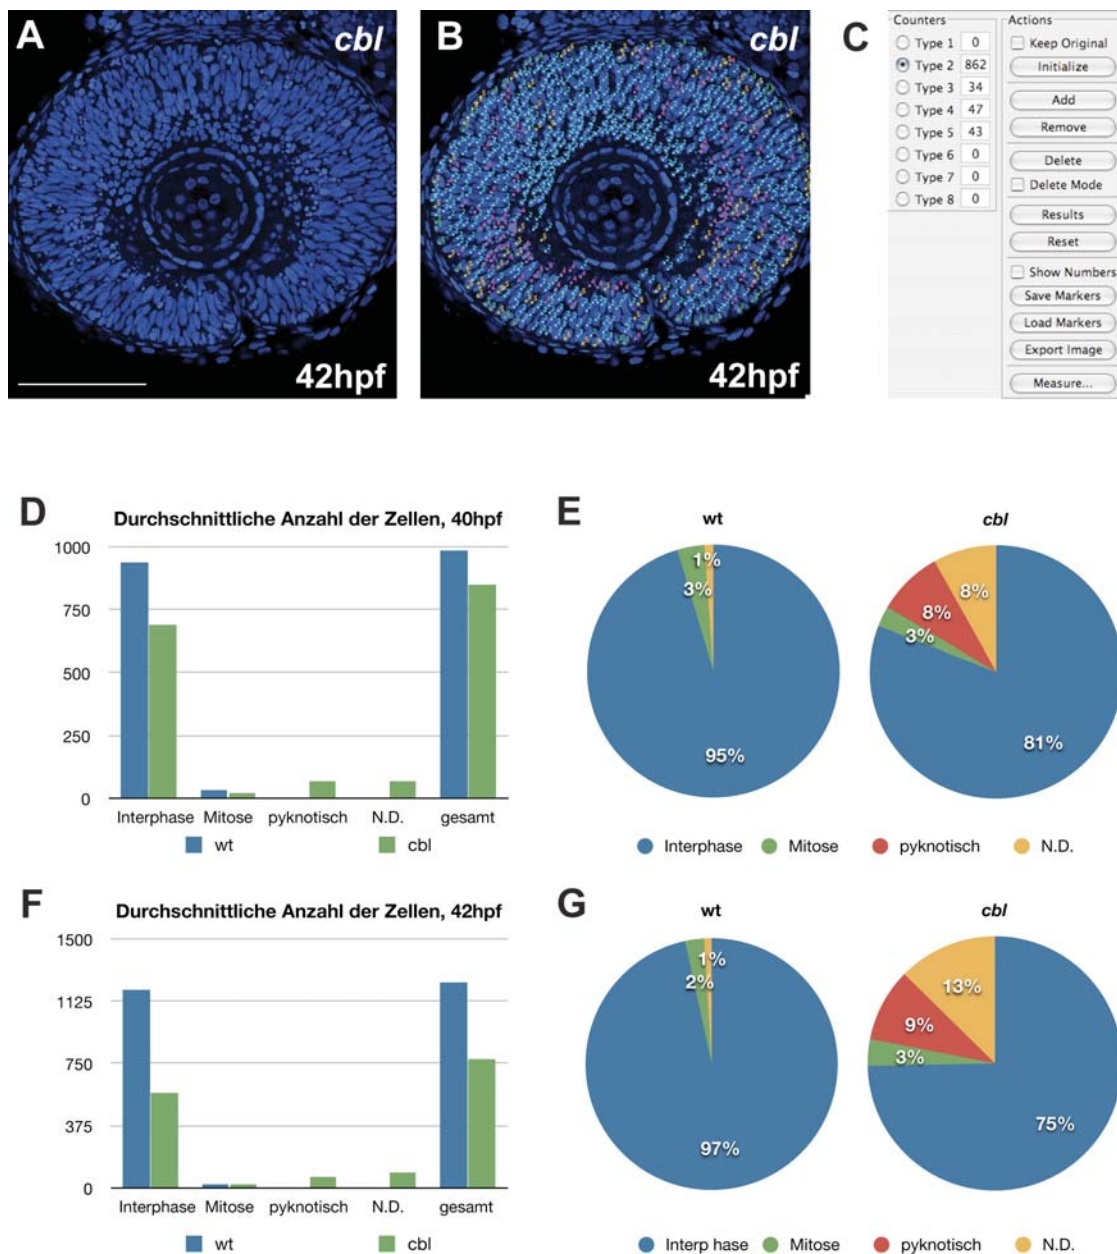 A
cbl
42hpf
B
cbl
42hpf
C
Counters
Type 1 0
Type 2 862
Type 3 34
Type 4 47
Type 5 43
Type 6 0
Type 7 0
Type 8 0
Actions
Keep Original
Initialize
Add
Remove
Delete
Delete Mode
Results
Reset
Show Numbers
Save Markers
Load Markers
Export Image
Measure...
D
Durchschnittliche Anzahl der Zellen, 40hpf
1000
750
500
250
0
Interphase Mitose pyknotisch N.D. gesamt
wt cbl
E
wt
1%
3%
95%
cbl
8%
8%
3%
81%
Interphase Mitose pyknotisch N.D.
F
Durchschnittliche Anzahl der Zellen, 42hpf
1500
1125
750
375
0
Interphase Mitose pyknotisch N.D. gesamt
wt cbl
G
wt
1%
2%
97%
cbl
13%
9%
3%
75%
Interp hase Mitose pyknotisch N.D.